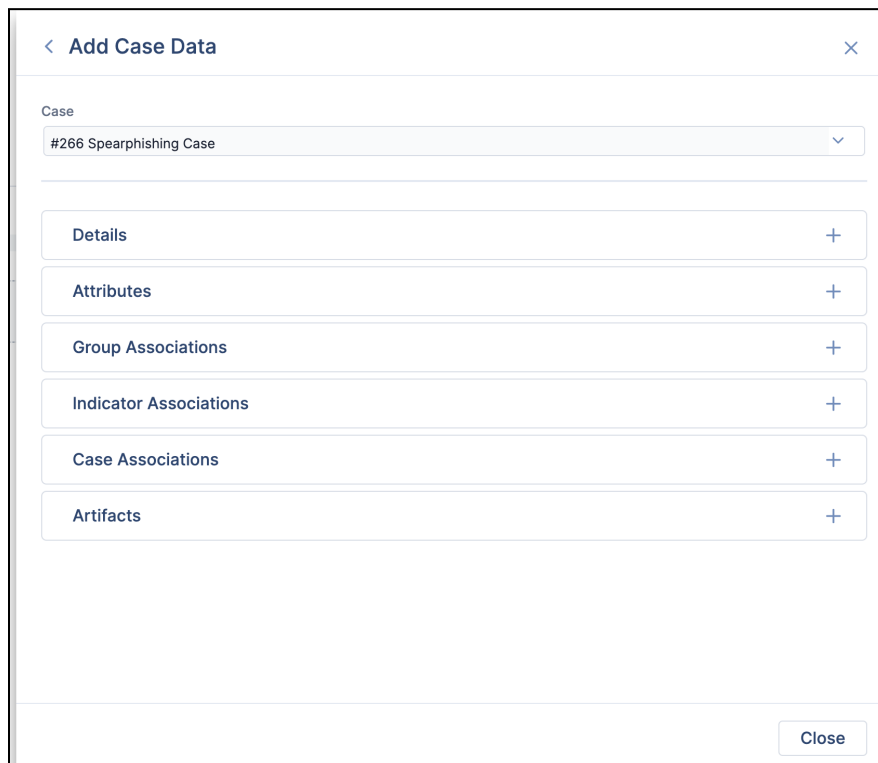 Add Case Data
Case
#266 Spearphishing Case
Details
Attributes
Group Associations
Indicator Associations
Case Associations
Artifacts
Close